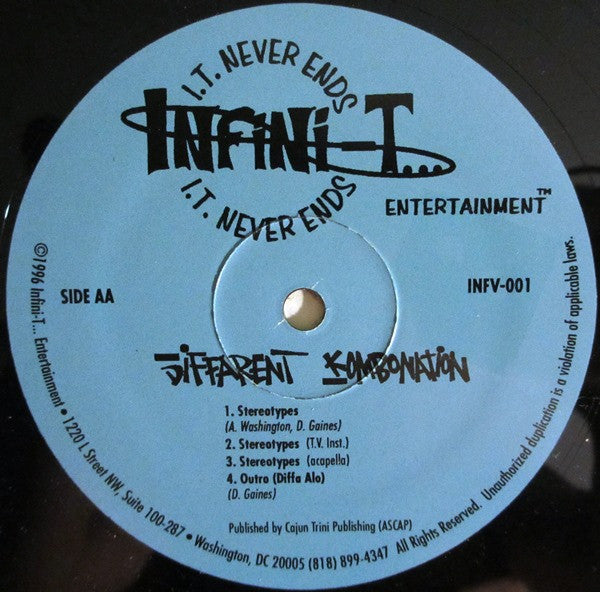 I.T. NEVER ENDS
INFINI-T...
I.T. NEVER ENDS
ENTERTAINMENT™
SIDE AA
INFV-001
DIFFARENT KOMBONATION
1. Stereotypes
(A. Washington, D. Gaines)
2. Stereotypes (T.V. Inst.)
3. Stereotypes (acapella)
4. Outro (Diffa Alo)
(D. Gaines)
Published by Cajun Trini Publishing (ASCAP)
©1996 Infini-T... Entertainment • 1220 L Street NW, Suite 100-287 • Washington, DC 20005 (818) 899-4347 All Rights Reserved. Unauthorized duplication is a violation of applicable laws.